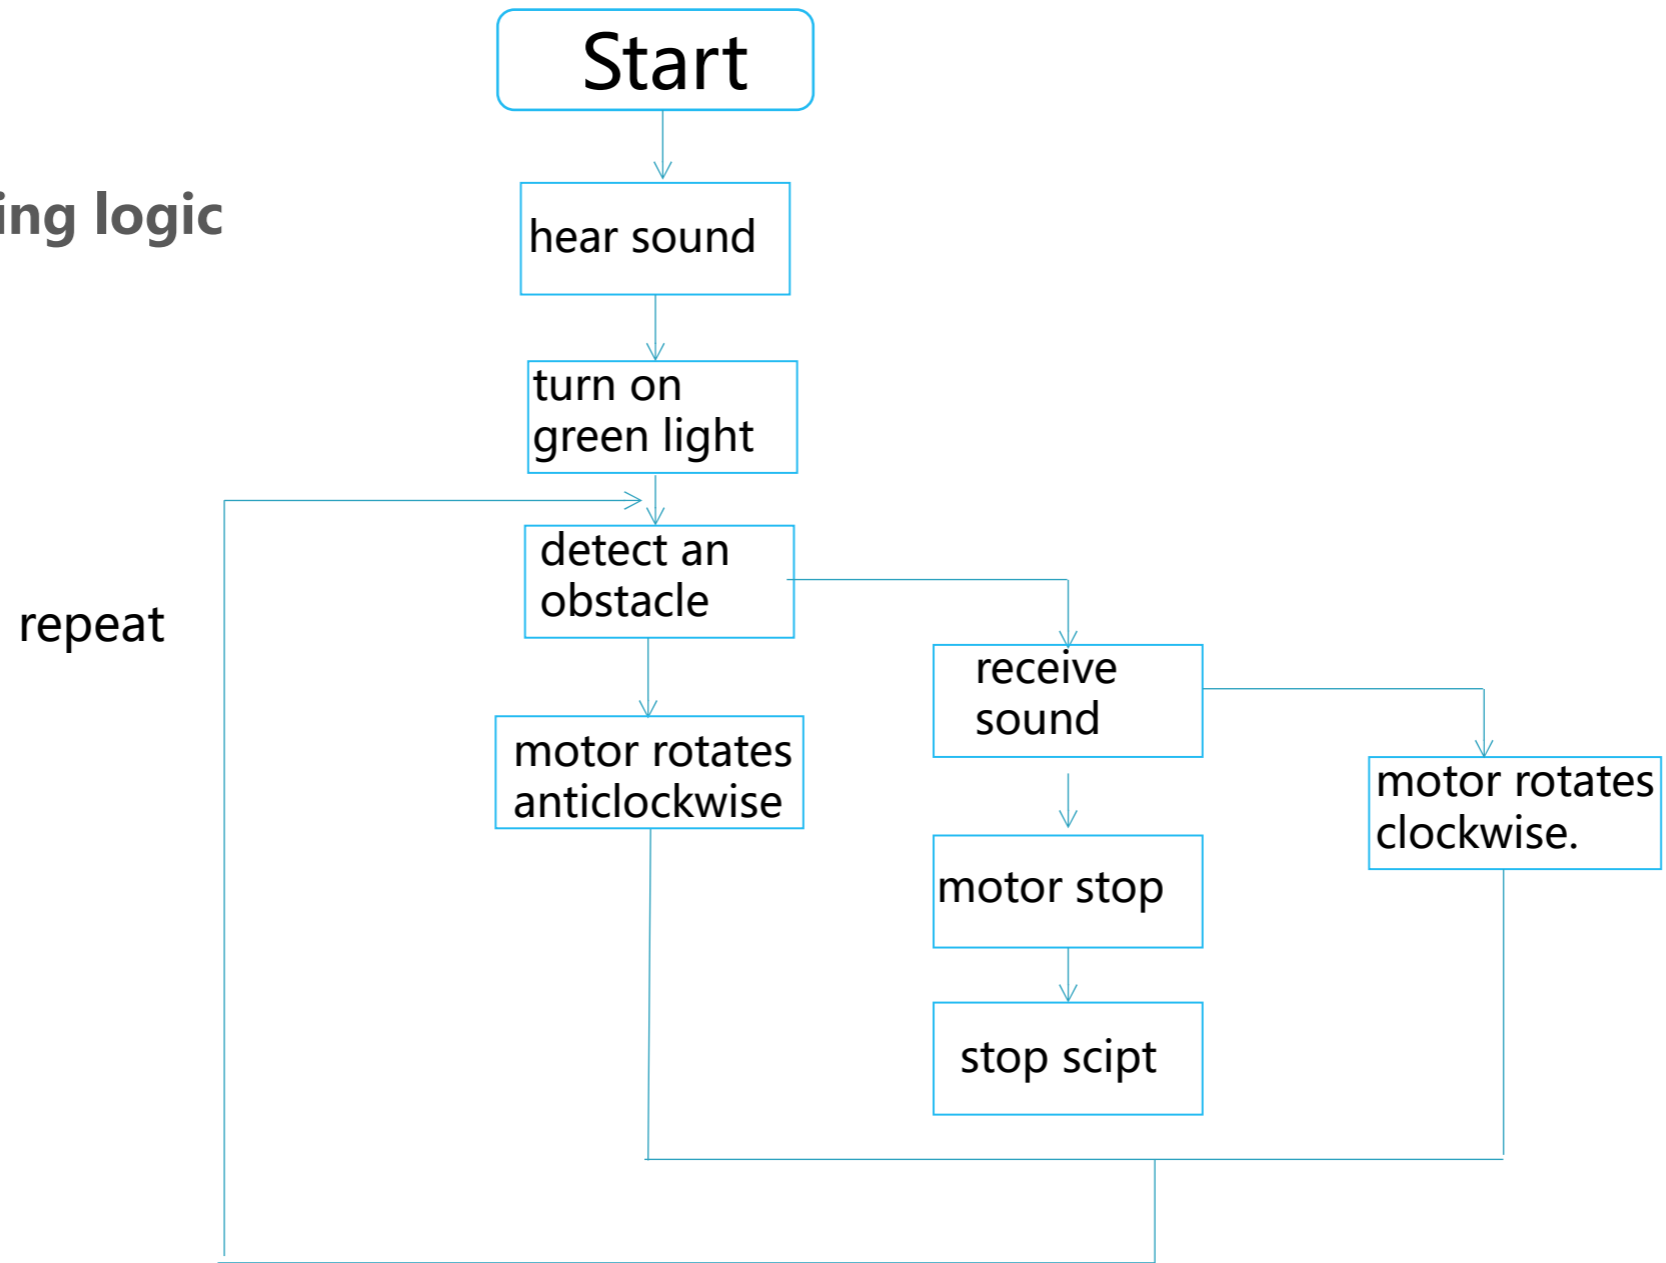 Start
ing logic
hear sound
turn on
green light
detect an
obstacle
repeat
receive
sound
motor rotates
anticlockwise
motor rotates
clockwise.
motor stop
stop scipt